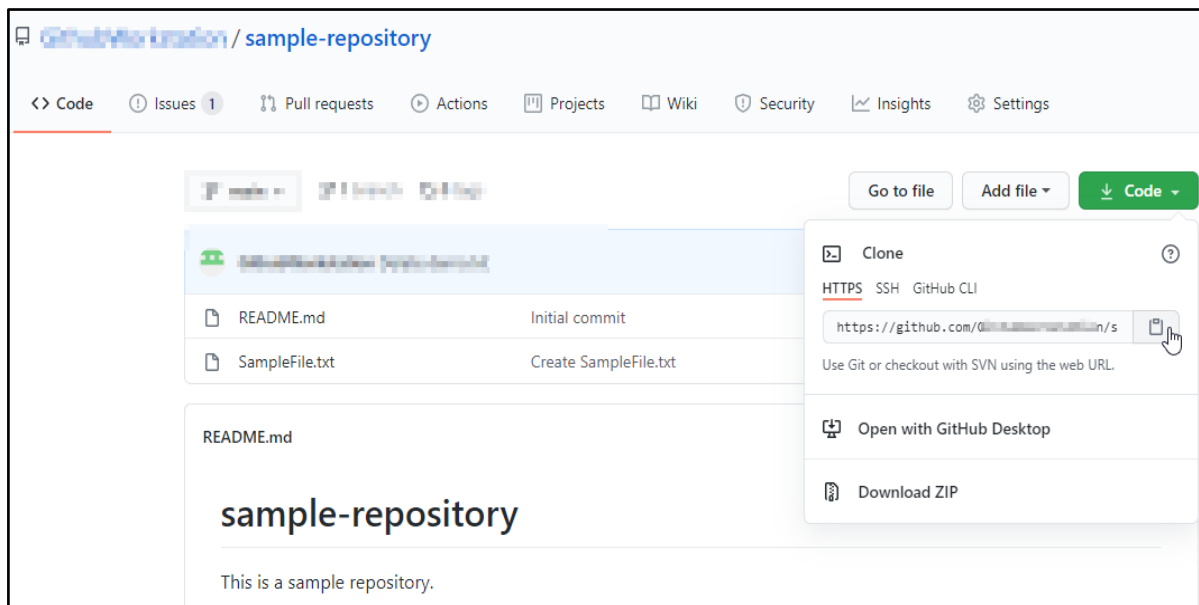 / sample-repository
Code Issues 1 Pull requests Actions Projects Wiki Security Insights Settings
Go to file Add file Code
Clone
HTTPS SSH GitHub CLI
README.md Initial commit
https://github.com/
SampleFile.txt Create SampleFile.txt
Use Git or checkout with SVN using the web URL.
README.md
Open with GitHub Desktop
Download ZIP
sample-repository
This is a sample repository.